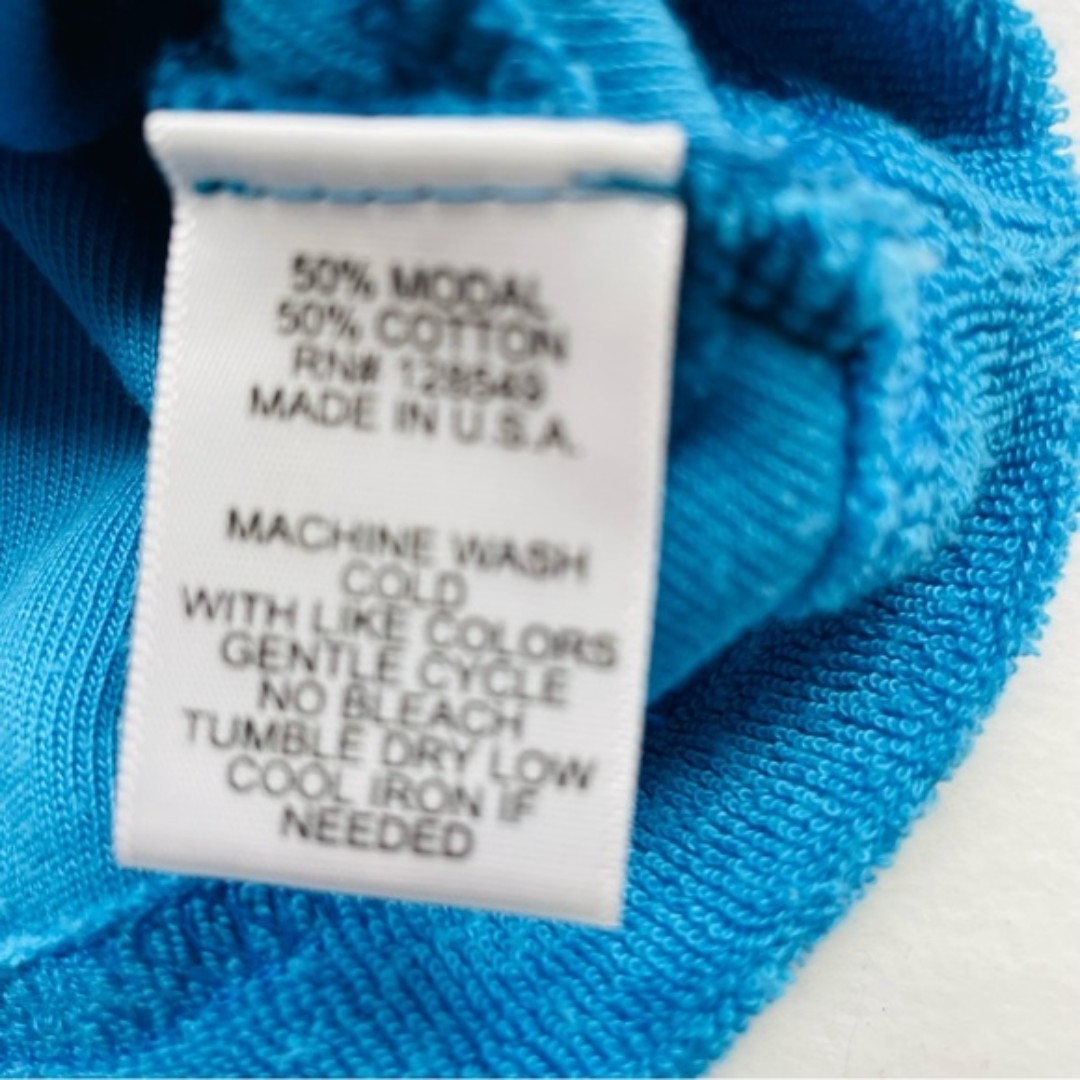 50% MODAL
50% COTTON
RN# 128549
MADE IN U.S.A.
MACHINE WASH
COLD
WITH LIKE COLORS
GENTLE CYCLE
NO BLEACH
TUMBLE DRY LOW
COOL IRON IF
NEEDED